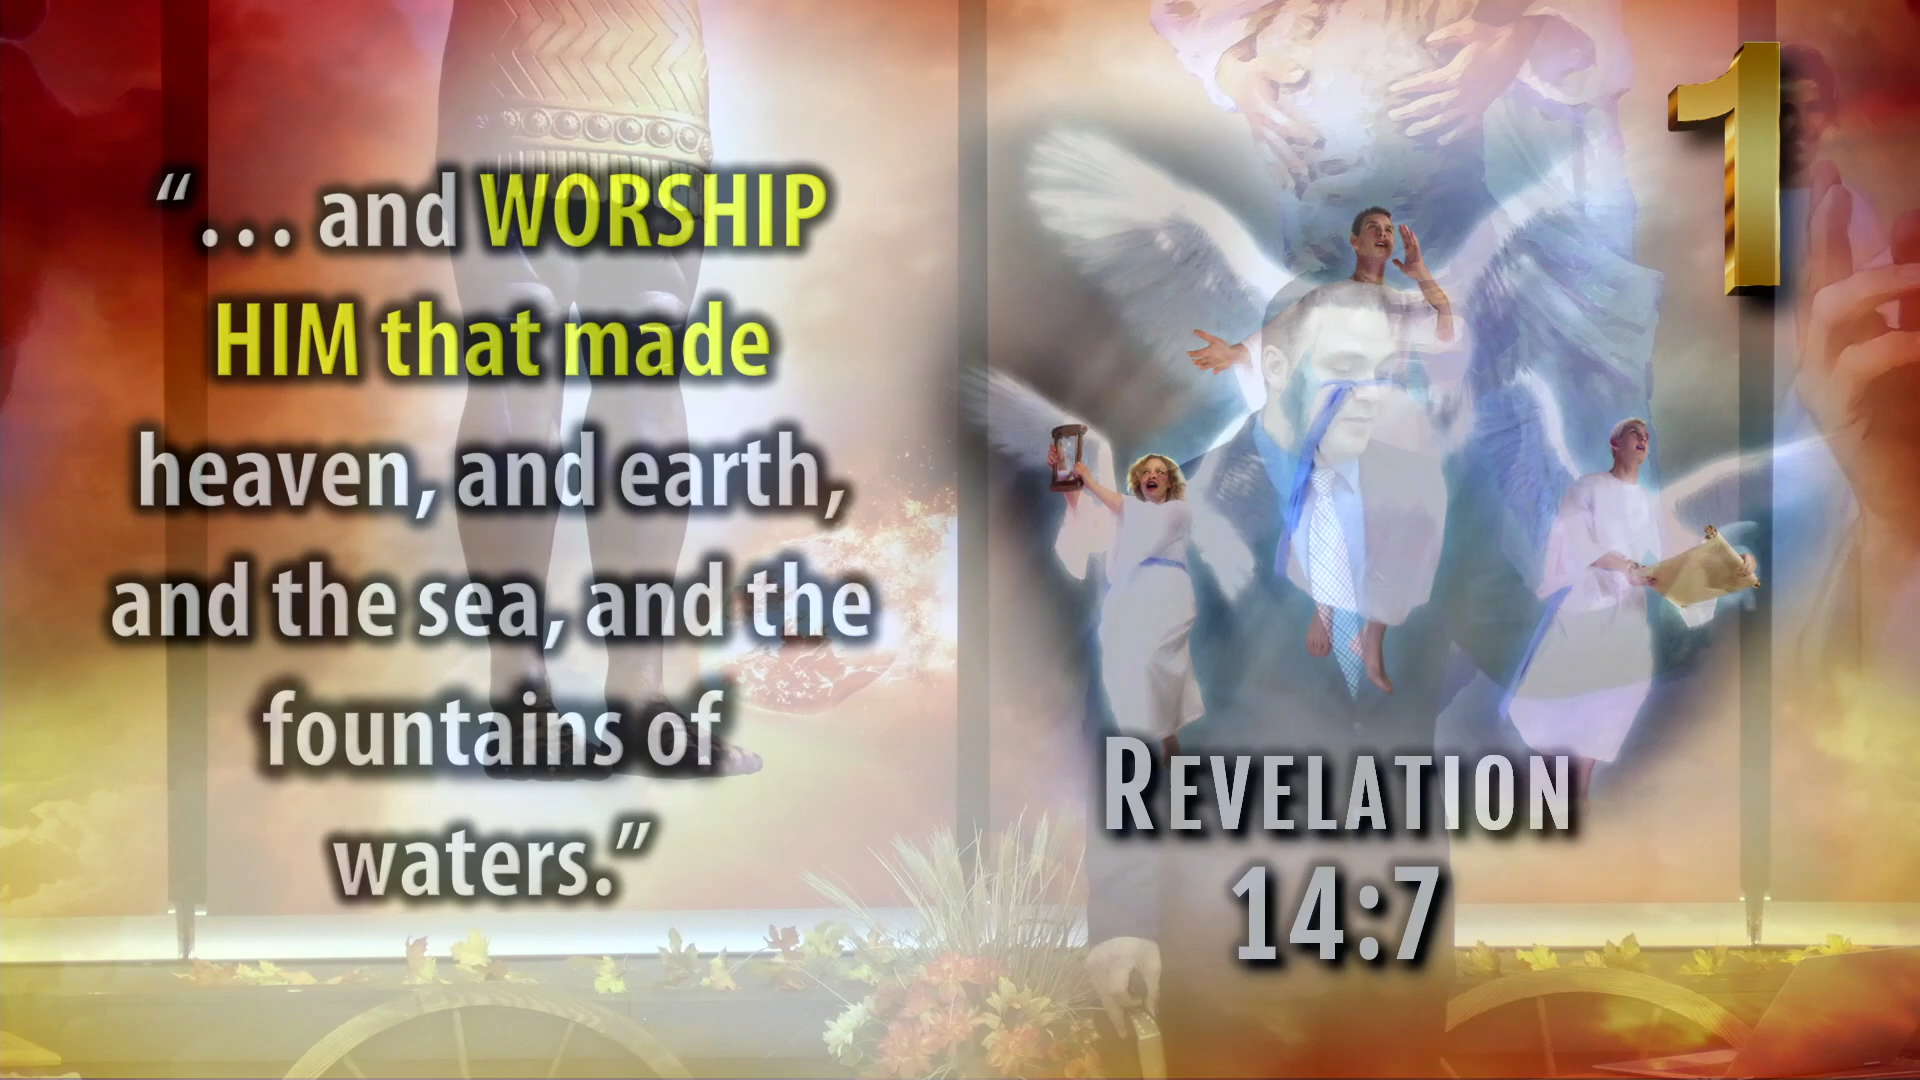 “... and WORSHIP
HIM that made
heaven, and earth,
and the sea, and the
fountains of
waters.”
1
REVELATION
14:7